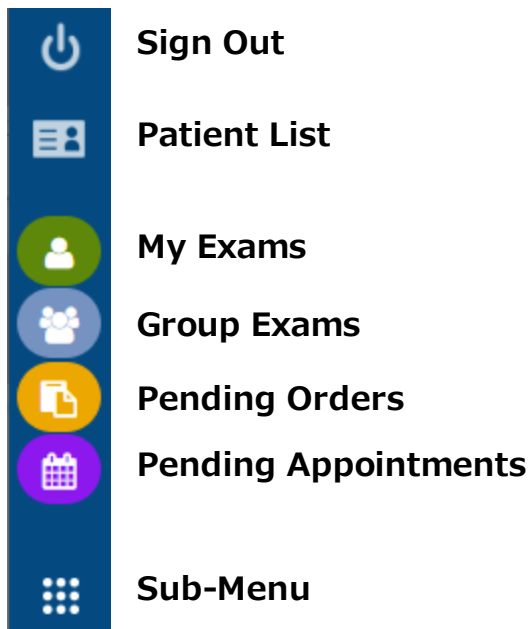 Sign Out
Patient List
My Exams
Group Exams
Pending Orders
Pending Appointments
Sub-Menu